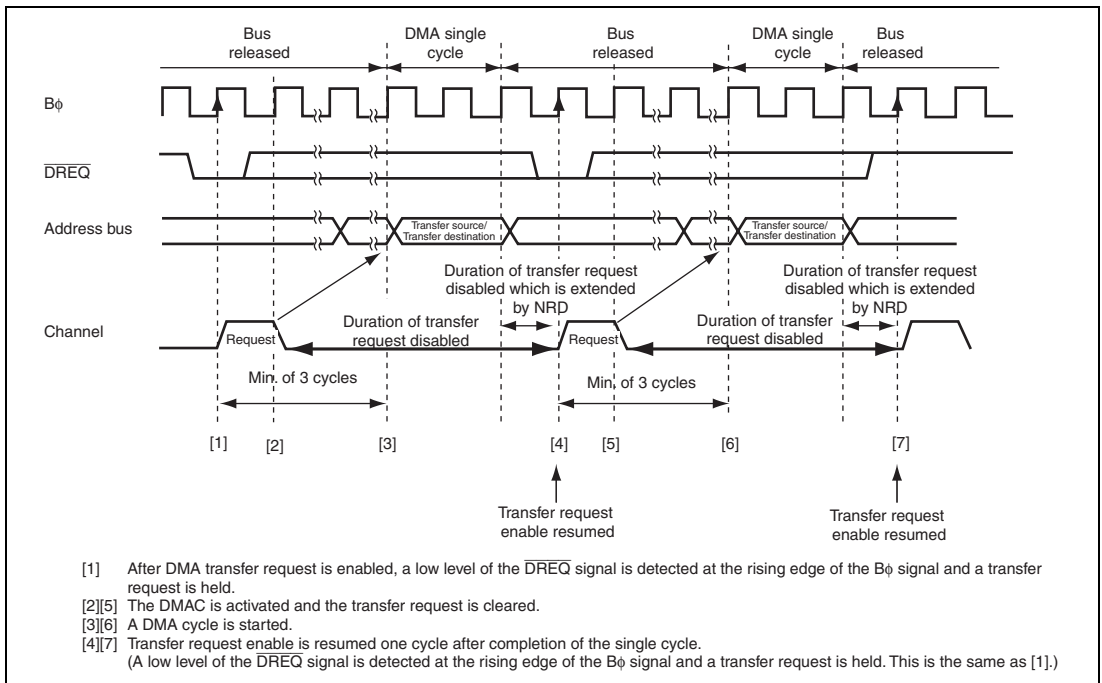 Bus released
DMA single cycle
Bus released
DMA single cycle
Bus released
Bφ
DREQ
Address bus
Transfer source/
Transfer destination
Transfer source/
Transfer destination
Duration of transfer request
disabled which is extended
by NRD
Duration of transfer request
disabled which is extended
by NRD
Channel
Request
Duration of transfer
request disabled
Request
Duration of transfer
request disabled
Min. of 3 cycles
Min. of 3 cycles
[1] [2] [3] [4] [5] [6] [7]
Transfer request
enable resumed
Transfer request
enable resumed
[1] After DMA transfer request is enabled, a low level of the DREQ signal is detected at the rising edge of the Bφ signal and a transfer
request is held.
[2][5] The DMAC is activated and the transfer request is cleared.
[3][6] A DMA cycle is started.
[4][7] Transfer request enable is resumed one cycle after completion of the single cycle.
(A low level of the DREQ signal is detected at the rising edge of the Bφ signal and a transfer request is held. This is the same as [1].)